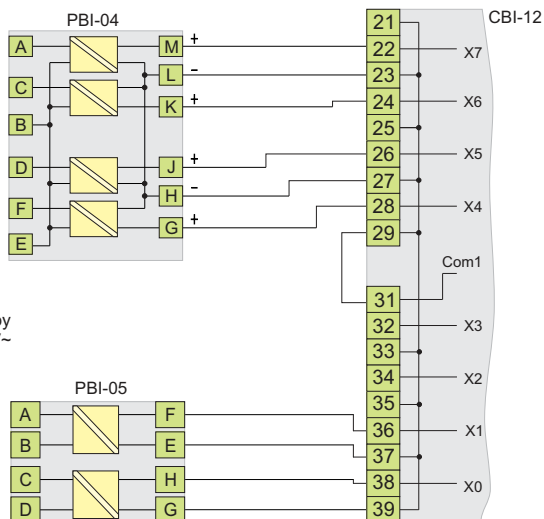 PBI-04
CBI-12
A
M
+
21
22
X7
L
-
23
C
K
+
24
X6
B
25
D
J
+
26
X5
H
-
27
F
G
+
28
X4
E
29
Com1
31
32
X3
33
34
X2
35
PBI-05
A
F
36
X1
B
E
37
C
H
38
X0
D
G
39